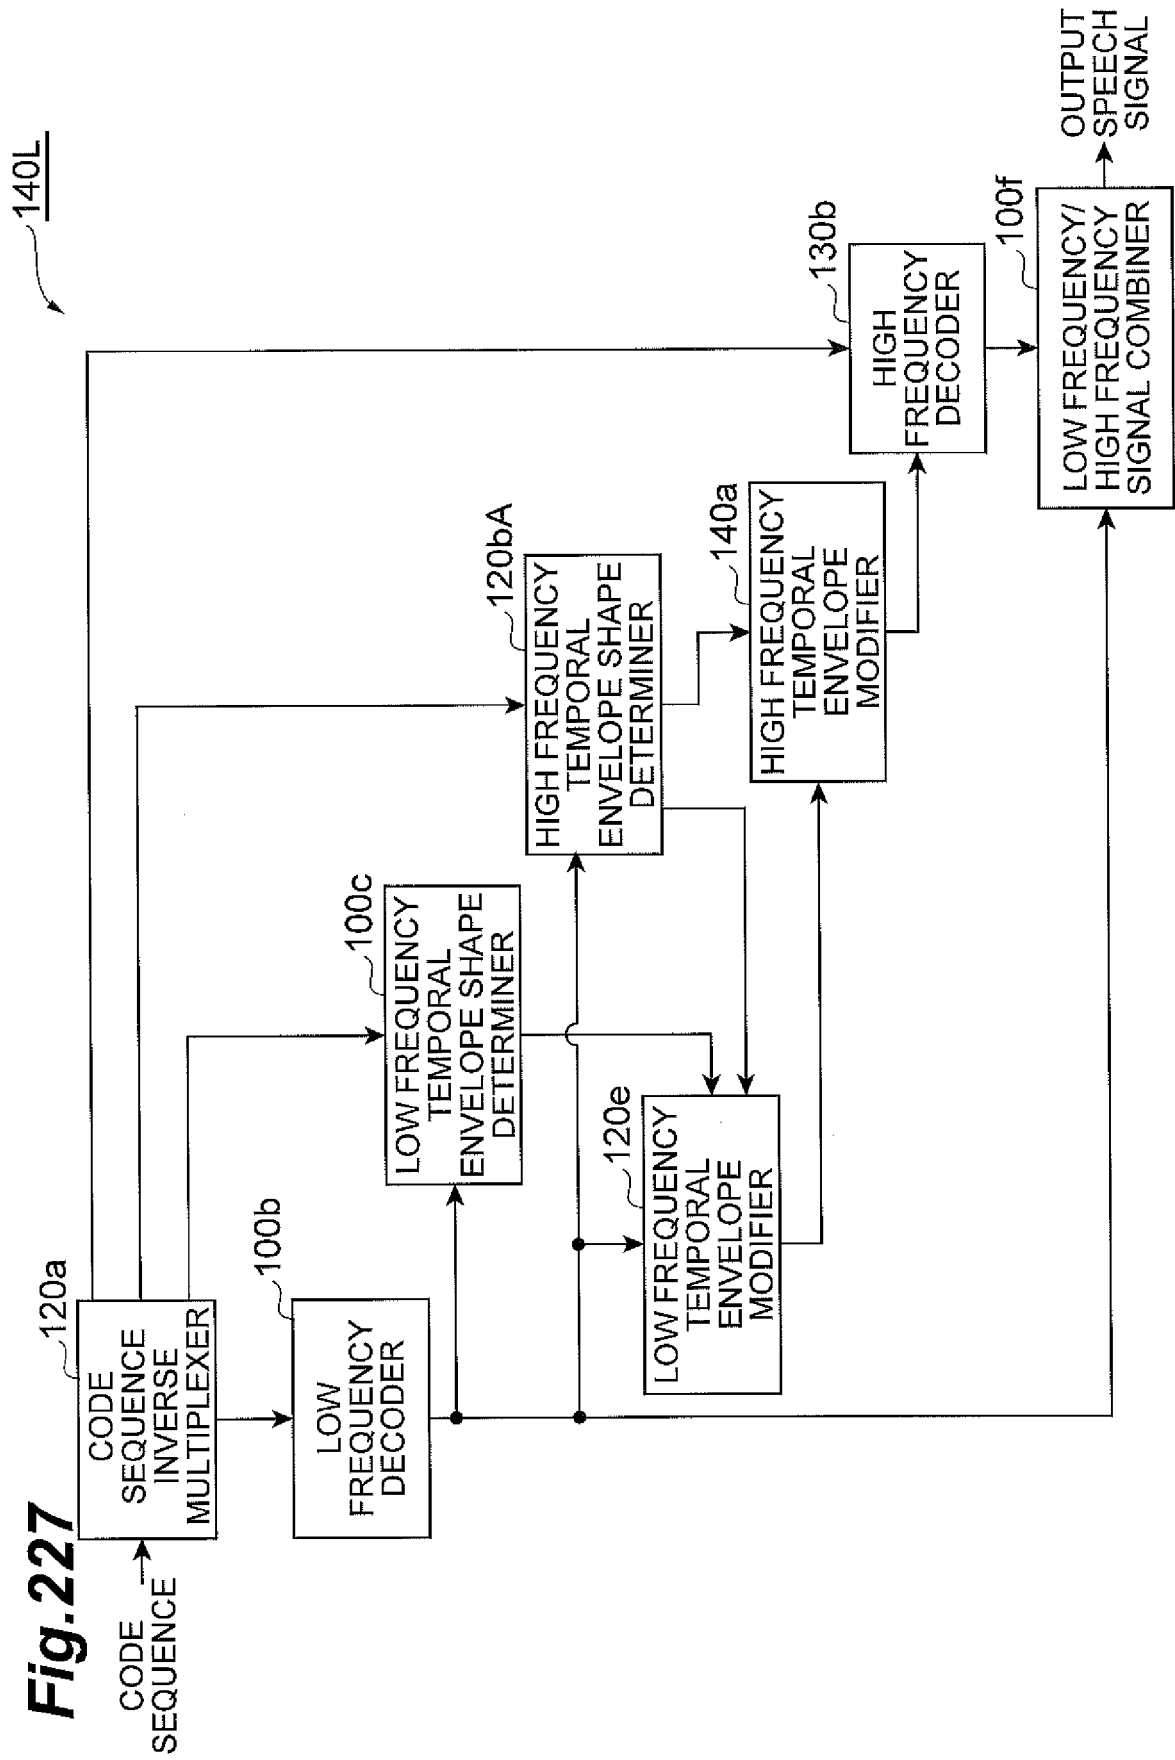 Fig.227
140L
CODE
SEQUENCE
120a
CODE
SEQUENCE
INVERSE
MULTIPLEXER
100b
LOW
FREQUENCY
DECODER
100c
LOW FREQUENCY
TEMPORAL
ENVELOPE SHAPE
DETERMINER
120bA
HIGH FREQUENCY
TEMPORAL
ENVELOPE SHAPE
DETERMINER
120e
LOW FREQUENCY
TEMPORAL
ENVELOPE
MODIFIER
140a
HIGH FREQUENCY
TEMPORAL
ENVELOPE
MODIFIER
130b
HIGH
FREQUENCY
DECODER
100f
LOW FREQUENCY/
HIGH FREQUENCY
SIGNAL COMBINER
OUTPUT
SPEECH
SIGNAL